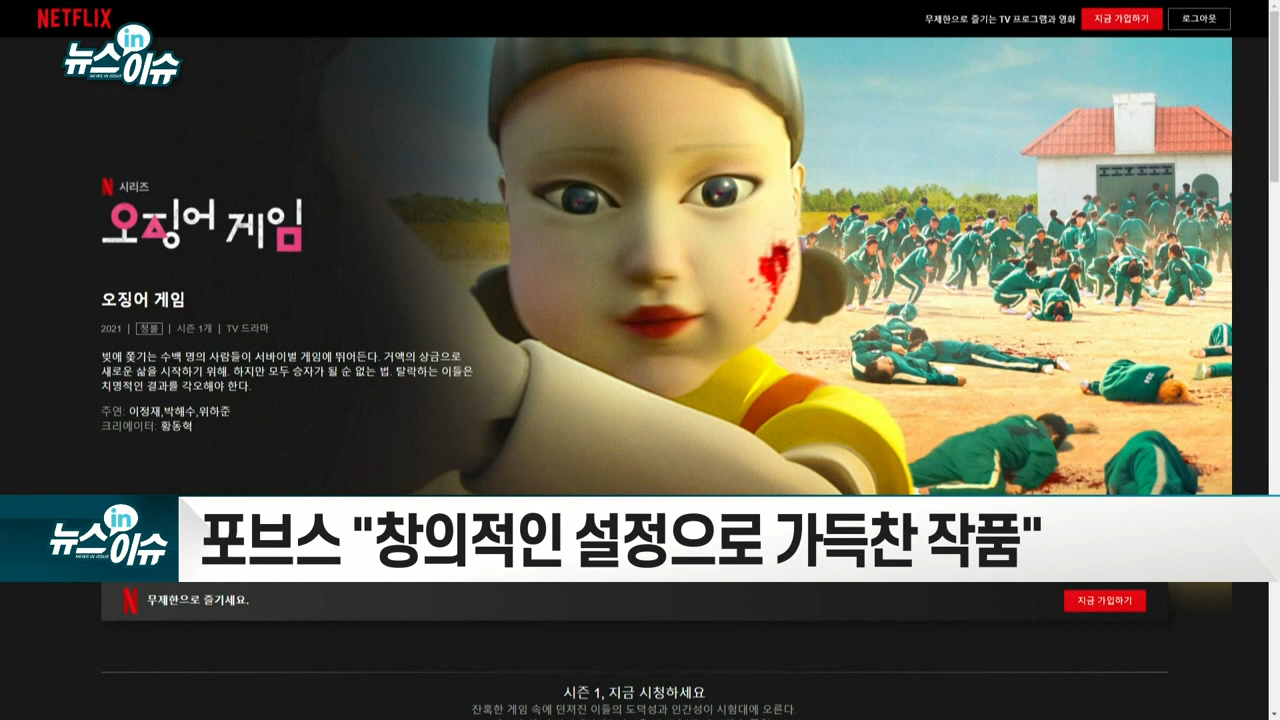 NETFLIX
무제한으로 즐기는 TV 프로그램과 영화
지금 가입하기
로그아웃
뉴스 in 이슈
NEWS IN ISSUE
N 시리즈
오징어 게임
오징어 게임
2021 | 청불 | 시즌 1개 | TV 드라마
빚에 쫓기는 수백 명의 사람들이 서바이벌 게임에 뛰어든다. 거액의 상금으로
새로운 삶을 시작하기 위해. 하지만 모두 승자가 될 순 없는 법. 탈락하는 이들은
치명적인 결과를 각오해야 한다.
주연: 이정재,박해수,위하준
크리에이터: 황동혁
뉴스 in 이슈
NEWS IN ISSUE
포브스 "창의적인 설정으로 가득찬 작품"
N 무제한으로 즐기세요.
지금 가입하기
시즌 1, 지금 시청하세요
잔혹한 게임 속에 던져진 이들의 도덕성과 인간성이 시험대에 오른다.